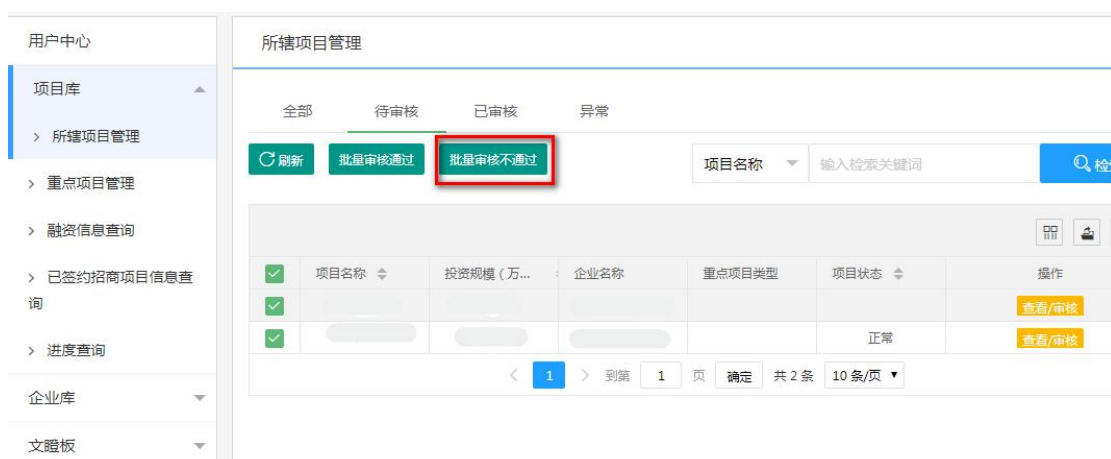 用户中心
项目库
> 所辖项目管理
> 重点项目管理
> 融资信息查询
> 已签约招商项目信息查
询
> 进度查询
企业库
文瞪板
所辖项目管理
全部 待审核 已审核 异常
刷新 批量审核通过 批量审核不通过 项目名称 输入检索关键词
项目名称 投资规模（万... 企业名称 重点项目类型 项目状态 操作
查看/审核
正常 查看/审核
< 1 > 到第 1 页 确定 共 2 条 10 条/页